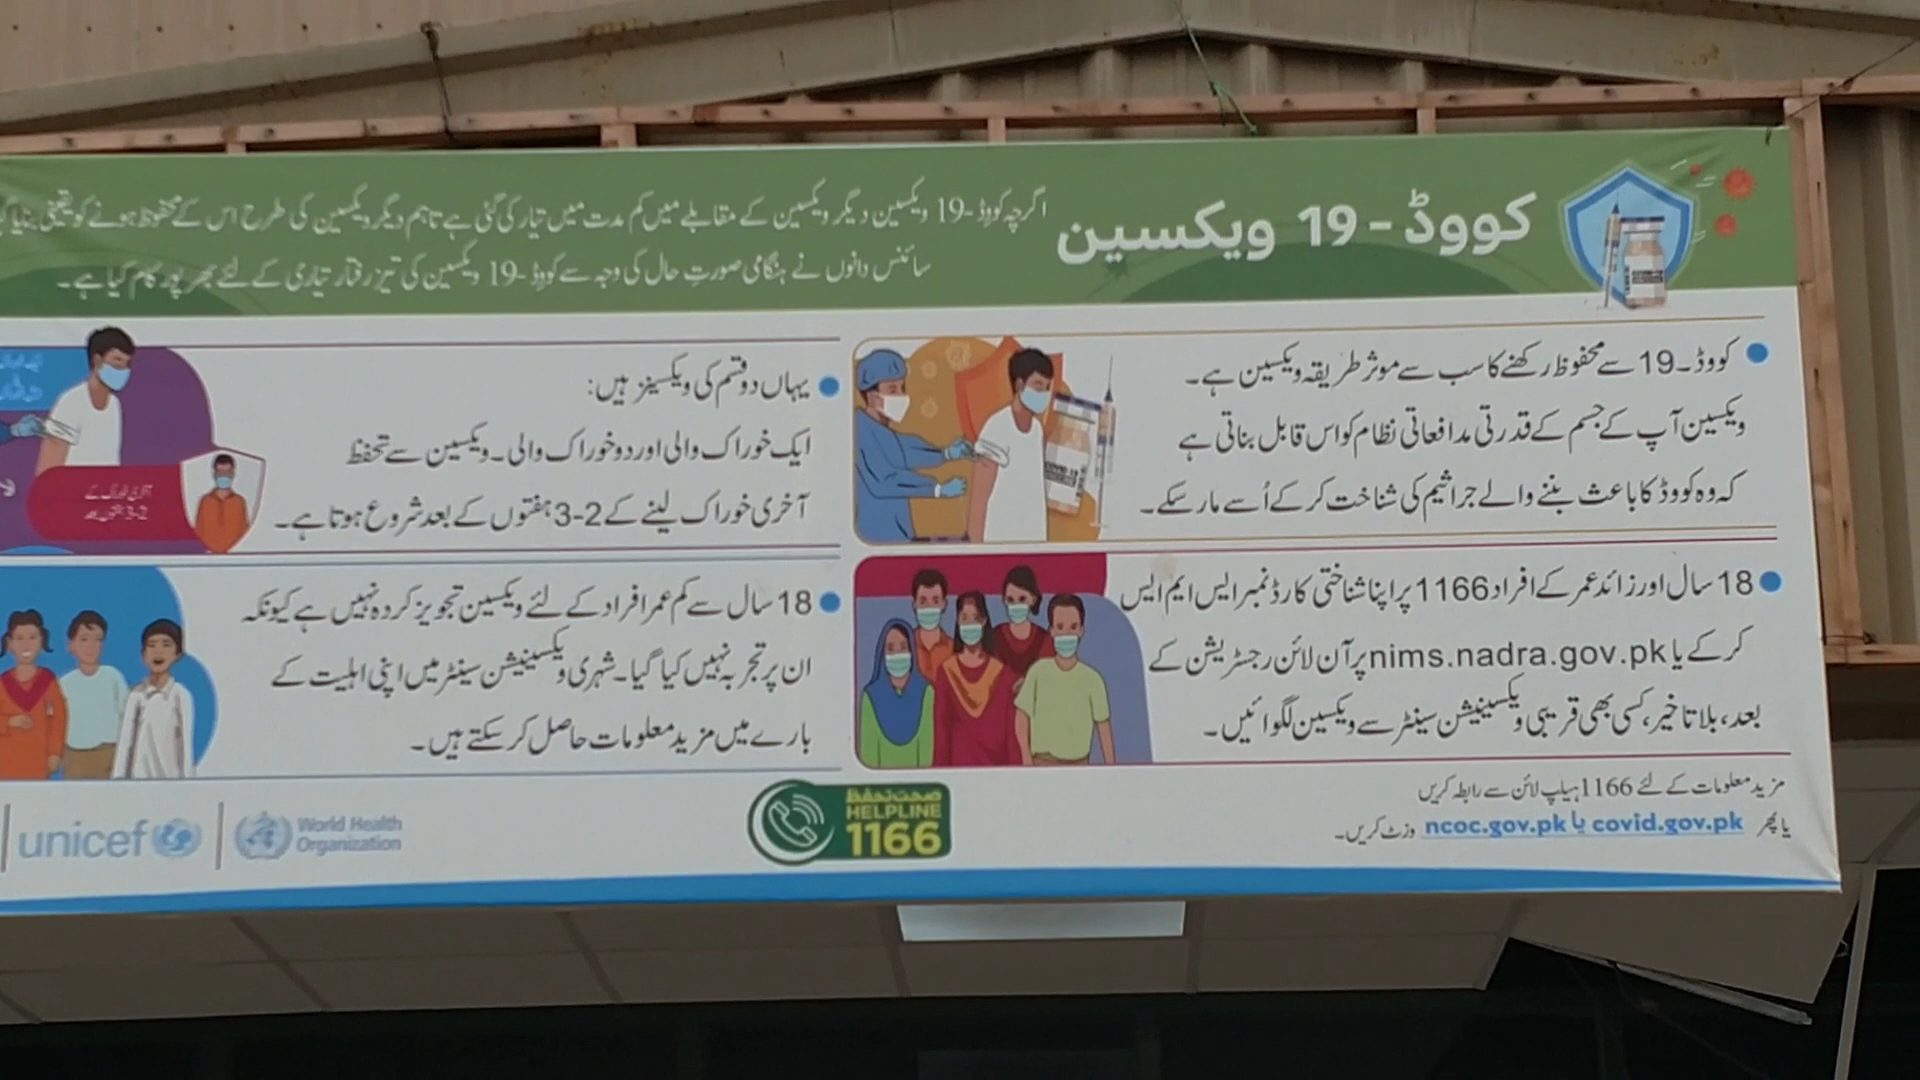 کووڈ - 19 ویکسین
اگرچہ کووڈ -19 ویکسین دیگر ویکسین کے مقابلے میں کم مدت میں تیار کی گئی ہے تاہم دیگر ویکسین کی طرح اس کے محفوظ ہونے کو یقینی بنایا
سائنس دانوں نے ہنگامی صورتِ حال کی وجہ سے کووڈ -19 ویکسین کی تیز رفتار تیاری کے لئے بھرپور کام کیا ہے۔
کووڈ۔19 سے محفوظ رکھنے کا سب سے موثر طریقہ ویکسین ہے۔
ویکسین آپ کے جسم کے قدرتی مدافعاتی نظام کو اس قابل بناتی ہے
کہ وہ کووڈ کا باعث بننے والے جراثیم کی شناخت کر کے اُسے مار سکے۔
COVID-19
یہاں دو قسم کی ویکسینز ہیں:
ایک خوراک والی اور دو خوراک والی۔ ویکسین سے تحفظ
آخری خوراک لینے کے 2-3 ہفتوں کے بعد شروع ہوتا ہے۔
آخری خوراک کے
2-3 ہفتوں بعد
18 سال اور زائد عمر کے افراد 1166 پر اپنا شناختی کارڈ نمبر ایس ایم ایس
کر کے یا nims.nadra.gov.pk پر آن لائن رجسٹریشن کے
بعد، بلا تاخیر، کسی بھی قریبی ویکسینیشن سینٹر سے ویکسین لگوائیں۔
18 سال سے کم عمر افراد کے لئے ویکسین تجویز کردہ نہیں ہے کیونکہ
ان پر تجربہ نہیں کیا گیا۔ شہری ویکسینیشن سینٹر میں اپنی اہلیت کے
بارے میں مزید معلومات حاصل کر سکتے ہیں۔
مزید معلومات کے لئے 1166 ہیلپ لائن سے رابطہ کریں
یا پھر covid.gov.pk یا ncoc.gov.pk وزٹ کریں۔
صحت تحفظ
HELPLINE
1166
World Health
Organization
unicef